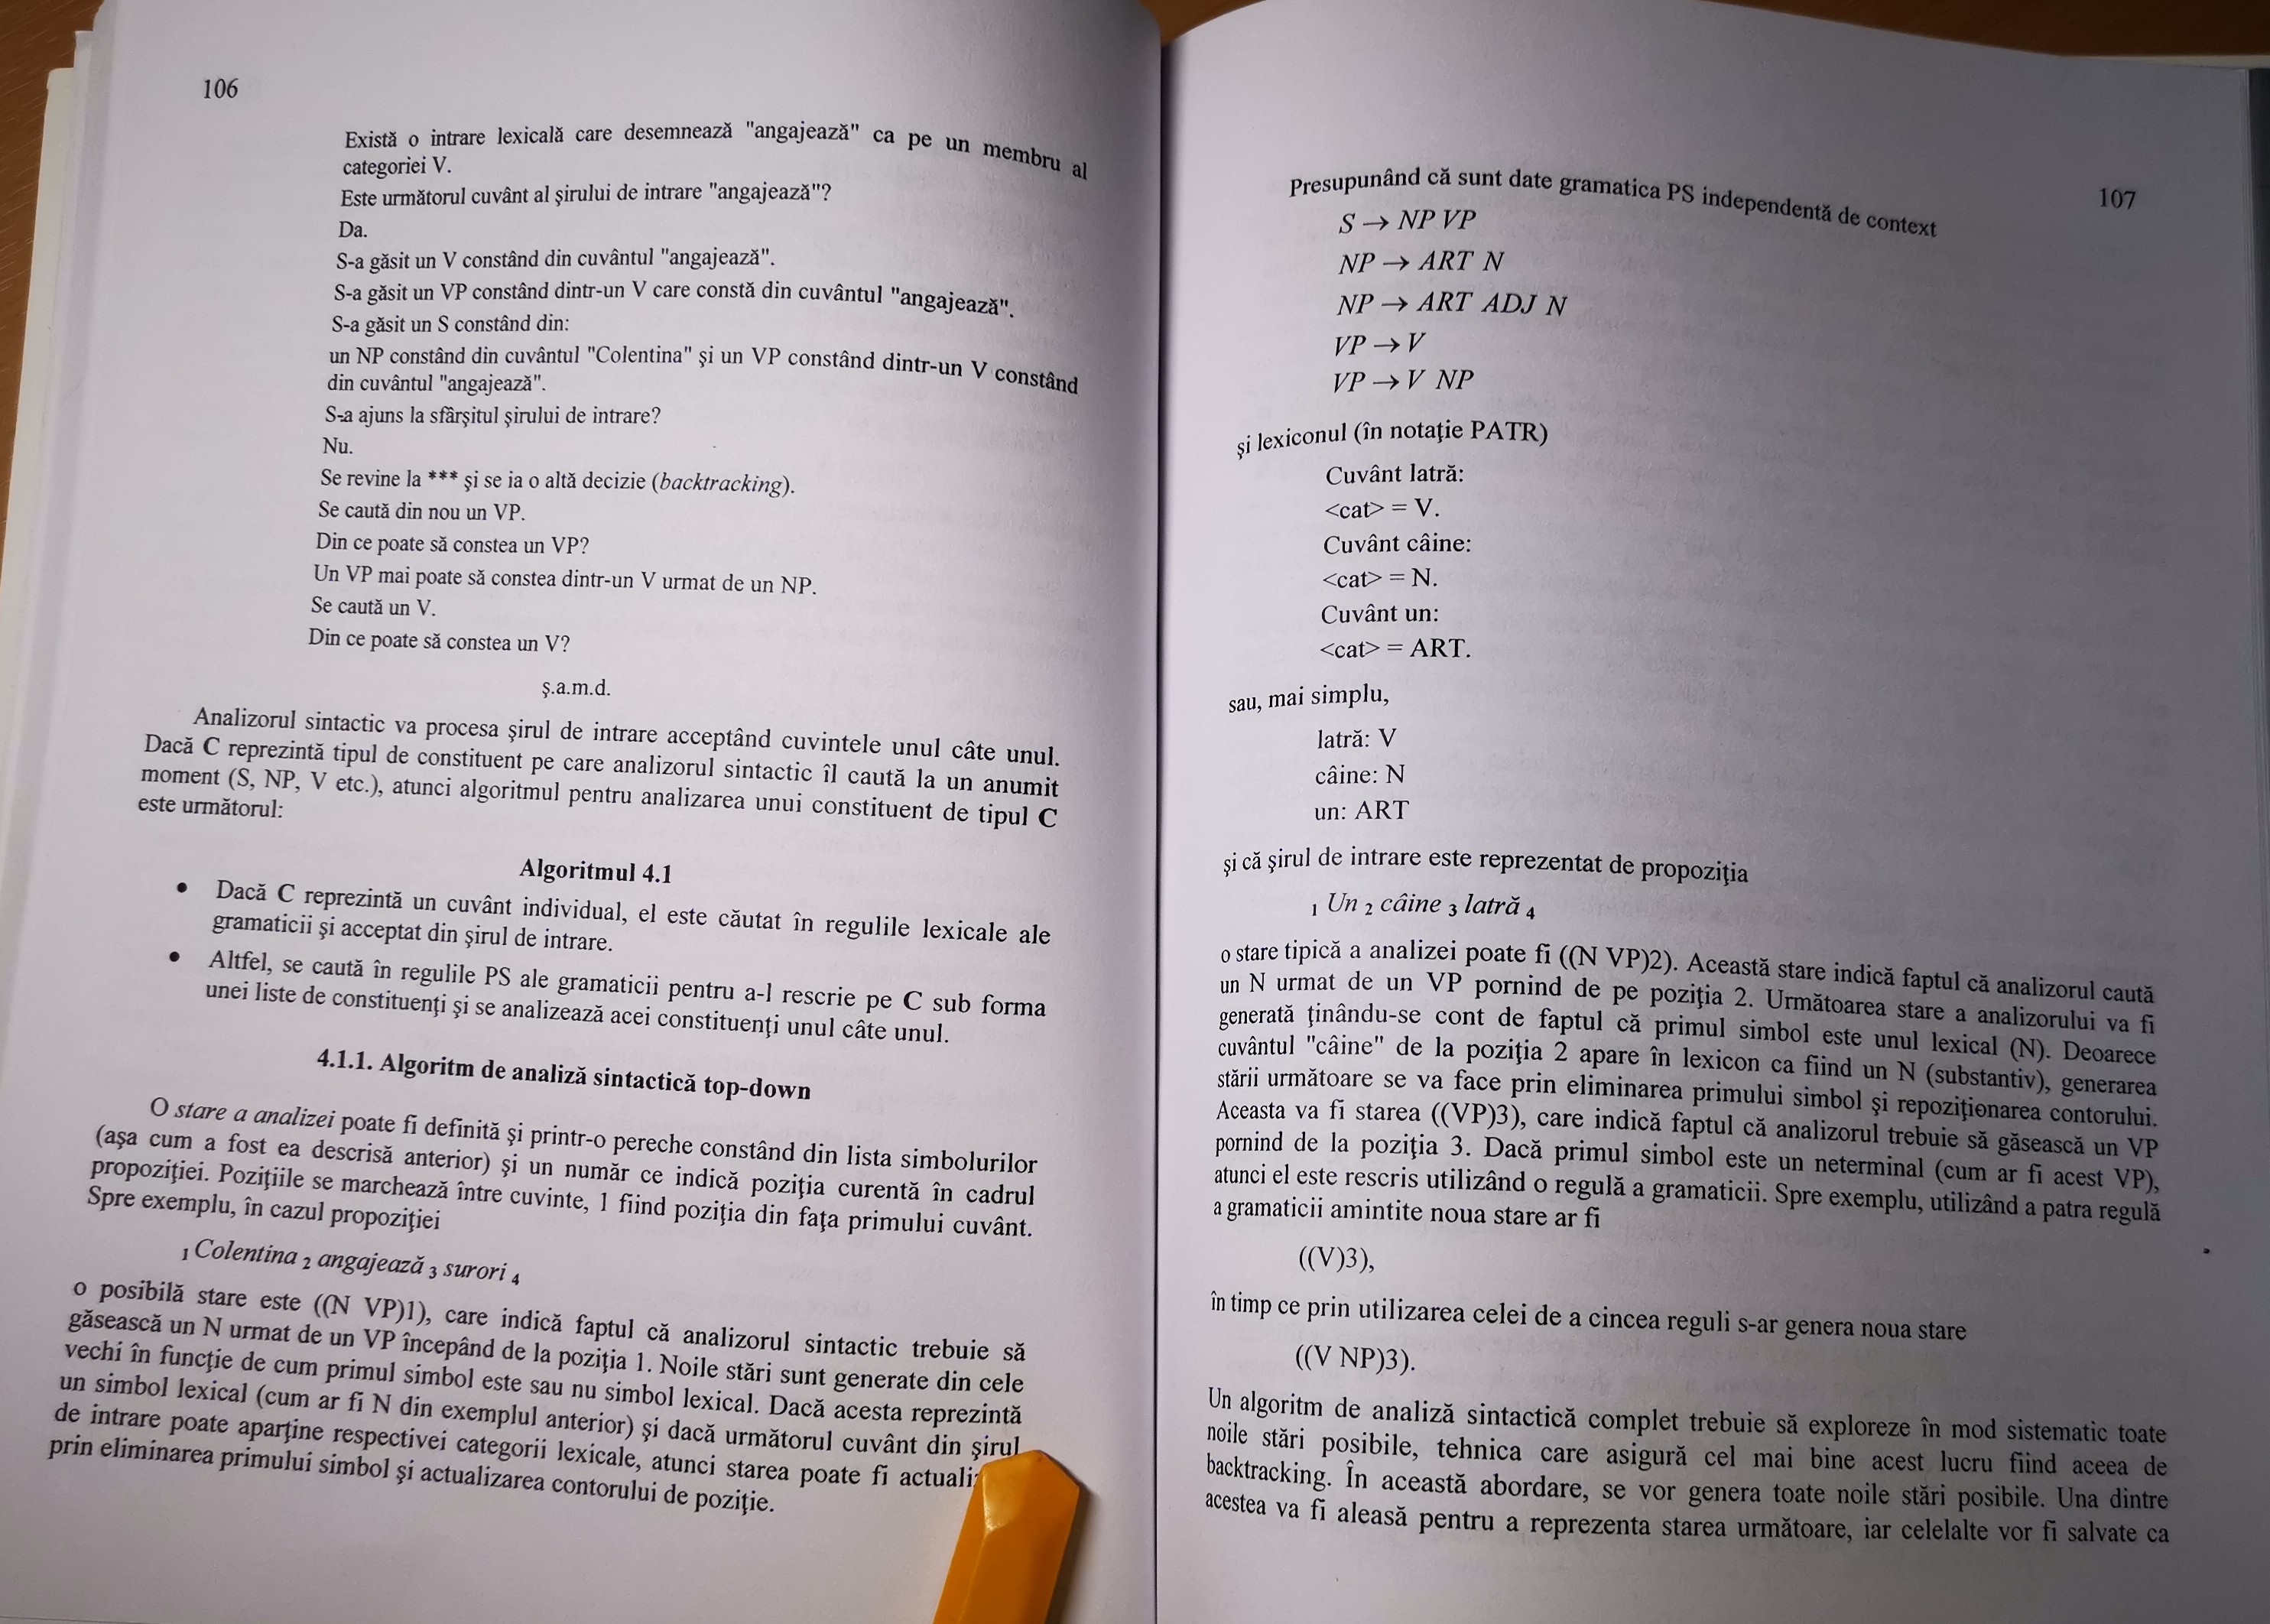 106
Există o intrare lexicală care desemnează "angajează" ca pe un membru al
categoriei V.
Este următorul cuvânt al şirului de intrare "angajează"?
Da.
S-a găsit un V constând din cuvântul "angajează".
S-a găsit un VP constând dintr-un V care constă din cuvântul "angajează".
S-a găsit un S constând din:
un NP constând din cuvântul "Colentina" şi un VP constând dintr-un V constând
din cuvântul "angajează".
S-a ajuns la sfârşitul şirului de intrare?
Nu.
Se revine la *** şi se ia o altă decizie (backtracking).
Se caută din nou un VP.
Din ce poate să constea un VP?
Un VP mai poate să constea dintr-un V urmat de un NP.
Se caută un V.
Din ce poate să constea un V?
ş.a.m.d.
Analizorul sintactic va procesa şirul de intrare acceptând cuvintele unul câte unul.
Dacă C reprezintă tipul de constituent pe care analizorul sintactic îl caută la un anumit
moment (S, NP, V etc.), atunci algoritmul pentru analizarea unui constituent de tipul C
este următorul:
Algoritmul 4.1
• Dacă C reprezintă un cuvânt individual, el este căutat în regulile lexicale ale
gramaticii şi acceptat din şirul de intrare.
• Altfel, se caută în regulile PS ale gramaticii pentru a-l rescrie pe C sub forma
unei liste de constituenţi şi se analizează acei constituenţi unul câte unul.
4.1.1. Algoritm de analiză sintactică top-down
O stare a analizei poate fi definită şi printr-o pereche constând din lista simbolurilor
(aşa cum a fost ea descrisă anterior) şi un număr ce indică poziţia curentă în cadrul
propoziţiei. Poziţiile se marchează între cuvinte, 1 fiind poziţia din faţa primului cuvânt.
Spre exemplu, în cazul propoziţiei
1 Colentina 2 angajează 3 surori 4
o posibilă stare este ((N VP)1), care indică faptul că analizorul sintactic trebuie să
găsească un N urmat de un VP începând de la poziţia 1. Noile stări sunt generate din cele
vechi în funcţie de cum primul simbol este sau nu simbol lexical. Dacă acesta reprezintă
un simbol lexical (cum ar fi N din exemplul anterior) şi dacă următorul cuvânt din şirul
de intrare poate aparţine respectivei categorii lexicale, atunci starea poate fi
prin eliminarea primului simbol şi actualizarea contorului de poziţie.
107
Presupunând că sunt date gramatica PS independentă de context
S → NP VP
NP → ART N
NP → ART ADJ N
VP → V
VP → V NP
şi lexiconul (în notaţie PATR)
Cuvânt latră:
<cat> = V.
Cuvânt câine:
<cat> = N.
Cuvânt un:
<cat> = ART.
sau, mai simplu,
latră: V
câine: N
un: ART
şi că şirul de intrare este reprezentat de propoziţia
1 Un 2 câine 3 latră 4
o stare tipică a analizei poate fi ((N VP)2). Această stare indică faptul că analizorul caută
un N urmat de un VP pornind de pe poziţia 2. Următoarea stare a analizorului va fi
generată ţinându-se cont de faptul că primul simbol este unul lexical (N). Deoarece
cuvântul "câine" de la poziţia 2 apare în lexicon ca fiind un N (substantiv), generarea
stării următoare se va face prin eliminarea primului simbol şi repoziţionarea contorului.
Aceasta va fi starea ((VP)3), care indică faptul că analizorul trebuie să găsească un VP
pornind de la poziţia 3. Dacă primul simbol este un neterminal (cum ar fi acest VP),
atunci el este rescris utilizând o regulă a gramaticii. Spre exemplu, utilizând a patra regulă
a gramaticii amintite noua stare ar fi
((V)3),
în timp ce prin utilizarea celei de a cincea reguli s-ar genera noua stare
((V NP)3).
Un algoritm de analiză sintactică complet trebuie să exploreze în mod sistematic toate
noile stări posibile, tehnica care asigură cel mai bine acest lucru fiind aceea de
backtracking. În această abordare, se vor genera toate noile stări posibile. Una dintre
acestea va fi aleasă pentru a reprezenta starea următoare, iar celelalte vor fi salvate ca